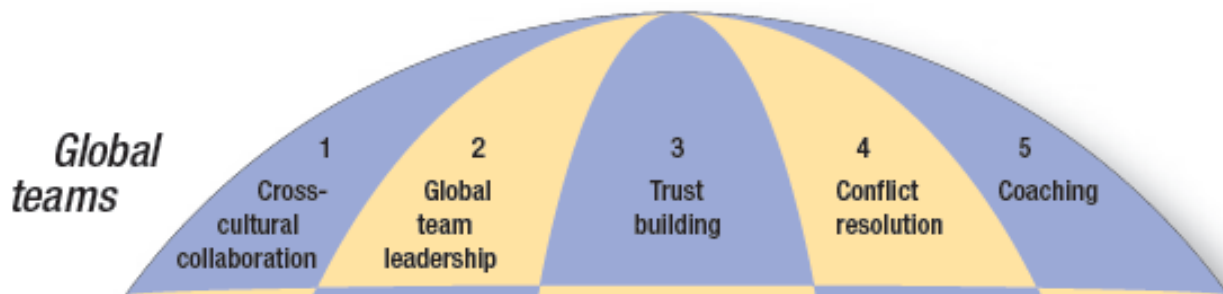 Global
teams
1
Cross-
cultural
collaboration
2
Global
team
leadership
3
Trust
building
4
Conflict
resolution
5
Coaching